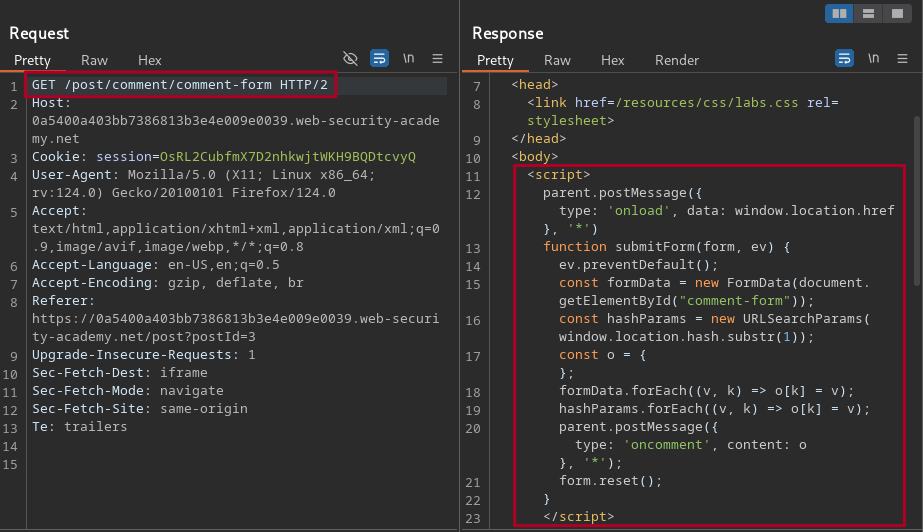 Request
Pretty Raw Hex
\n
1 GET /post/comment/comment-form HTTP/2
2 Host:
0a5400a403bb7386813b3e4e009e0039.web-security-acade
my.net
3 Cookie: session=OsRL2CubfmX7D2nhkwjtWKH9BQDtcvyQ
4 User-Agent: Mozilla/5.0 (X11; Linux x86_64;
rv:124.0) Gecko/20100101 Firefox/124.0
5 Accept:
text/html,application/xhtml+xml,application/xml;q=0
.9,image/avif,image/webp,*/*;q=0.8
6 Accept-Language: en-US,en;q=0.5
7 Accept-Encoding: gzip, deflate, br
8 Referer:
https://0a5400a403bb7386813b3e4e009e0039.web-securi
ty-academy.net/post?postId=3
9 Upgrade-Insecure-Requests: 1
10 Sec-Fetch-Dest: iframe
11 Sec-Fetch-Mode: navigate
12 Sec-Fetch-Site: same-origin
13 Te: trailers
14
15
Response
Pretty Raw Hex Render
\n
7 <head>
8 <link href=/resources/css/labs.css rel=
stylesheet>
9 </head>
10 <body>
11 <script>
12 parent.postMessage({
type: 'onload', data: window.location.href
}, '*')
13 function submitForm(form, ev) {
14 ev.preventDefault();
15 const formData = new FormData(document.
getElementById("comment-form"));
16 const hashParams = new URLSearchParams(
window.location.hash.substr(1));
17 const o = {
};
18 formData.forEach((v, k) => o[k] = v);
19 hashParams.forEach((v, k) => o[k] = v);
20 parent.postMessage({
type: 'oncomment', content: o
}, '*');
21 form.reset();
22 }
23 </script>